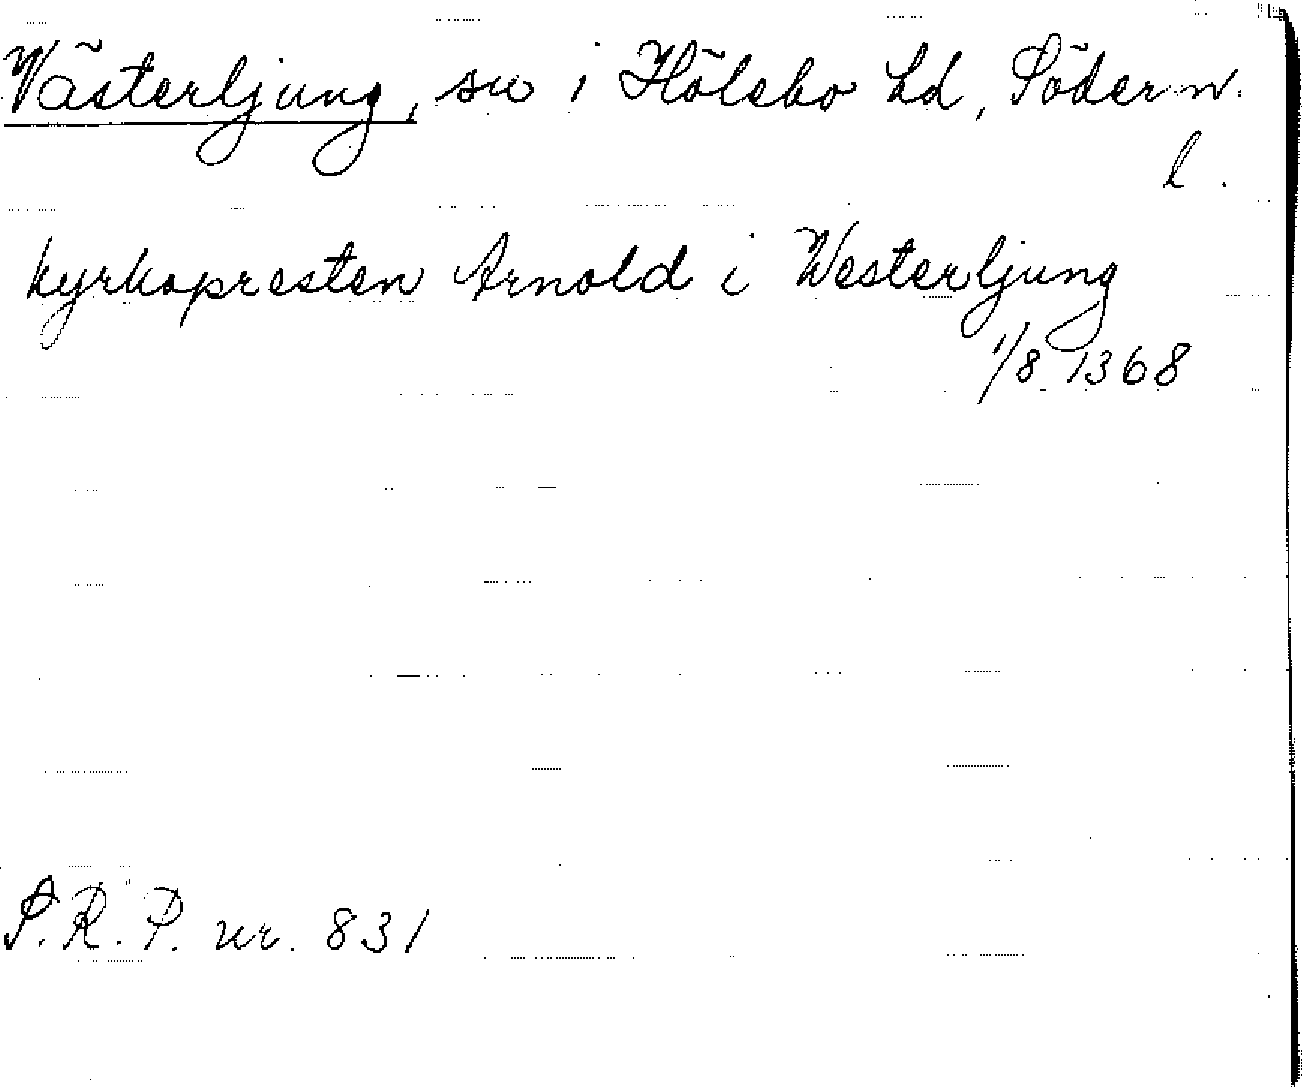 Västerljung, sn i Hölebo hd, Söderm.
l.
kyrkopresten Arnold i Westerljung
1/8 1368
S.R.P. nr. 831